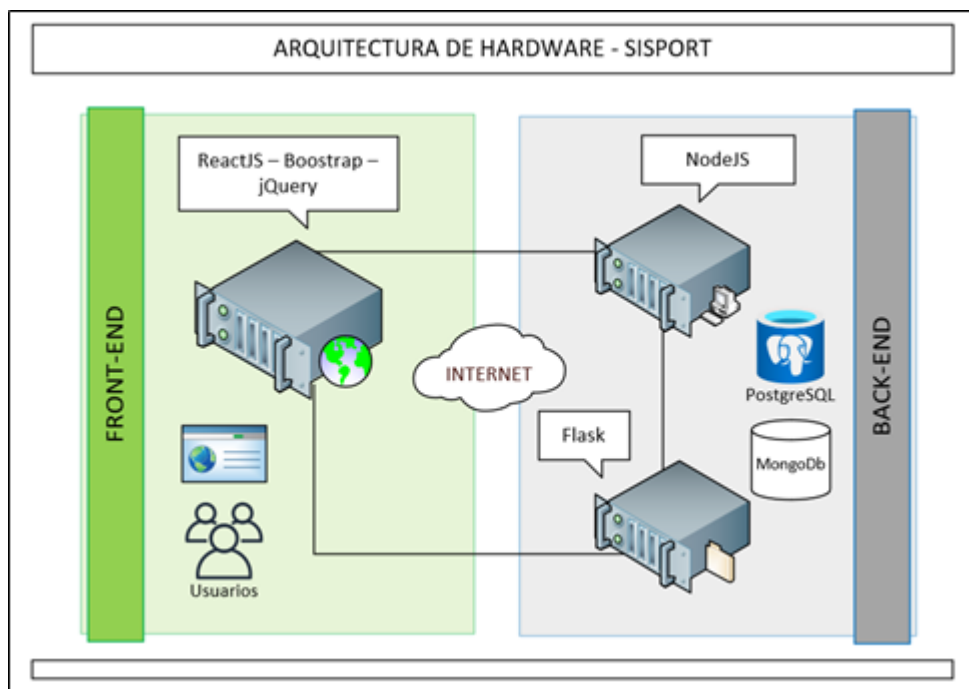 ARQUITECTURA DE HARDWARE - SISPORT
FRONT-END
ReactJS – Boostrap –
jQuery
Usuarios
INTERNET
NodeJS
Flask
PostgreSQL
MongoDb
BACK-END